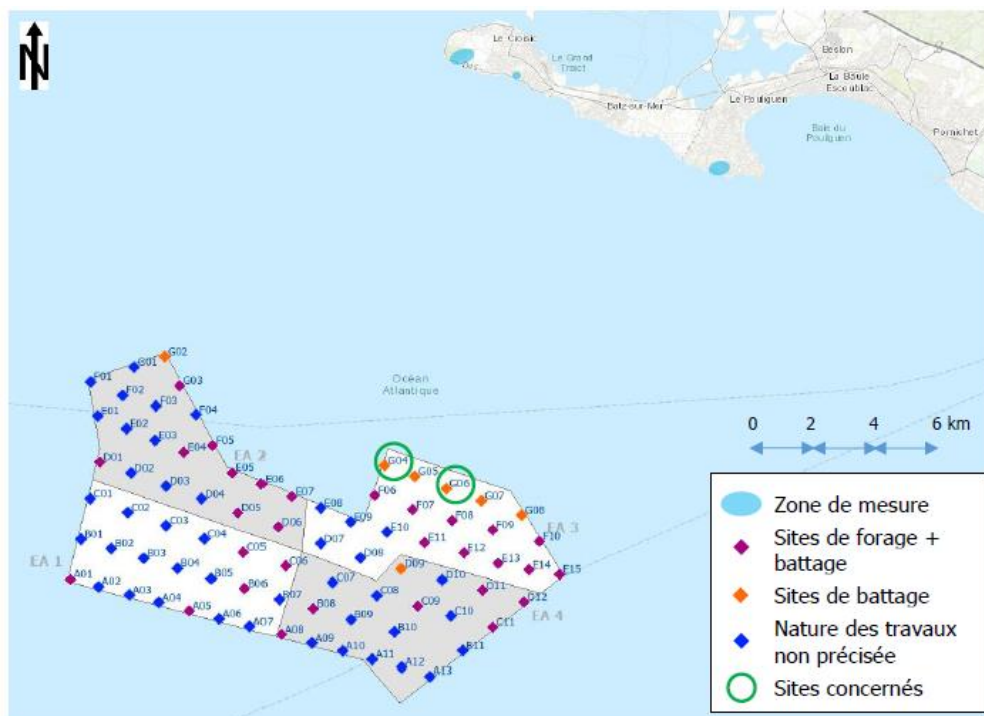 N
Le Croisic
Le Grand
Traict
Batz-sur-Mer
Le Pouliguen
La Baule
Escoublac
Baie du
Pouliguen
Pornichet
Océan
Atlantique
G02
G01
F01
G03
F02
F03
E01
F04
E02
E03
F05
E04
D01
EA 2
E05
D02
E06
D03
E07
D04
C01
D05
E08
C02
D06
E09
C03
B01
C04
D07
B02
C05
D08
B03
C06
EA 1
B04
B05
A01
A02
B06
A03
B07
A04
A05
A06
A07
A08
G04
G05
G06
F06
G07
F07
G08
F08
E10
F09
EA 3
E11
F10
E12
E13
F14
E15
D09
C07
D10
C08
D11
B08
C09
D12
B09
C10
EA 4
B10
C11
A09
A10
B11
A11
A12
A13
0 2 4 6 km
Zone de mesure
Sites de forage +
battage
Sites de battage
Nature des travaux
non précisée
Sites concernés